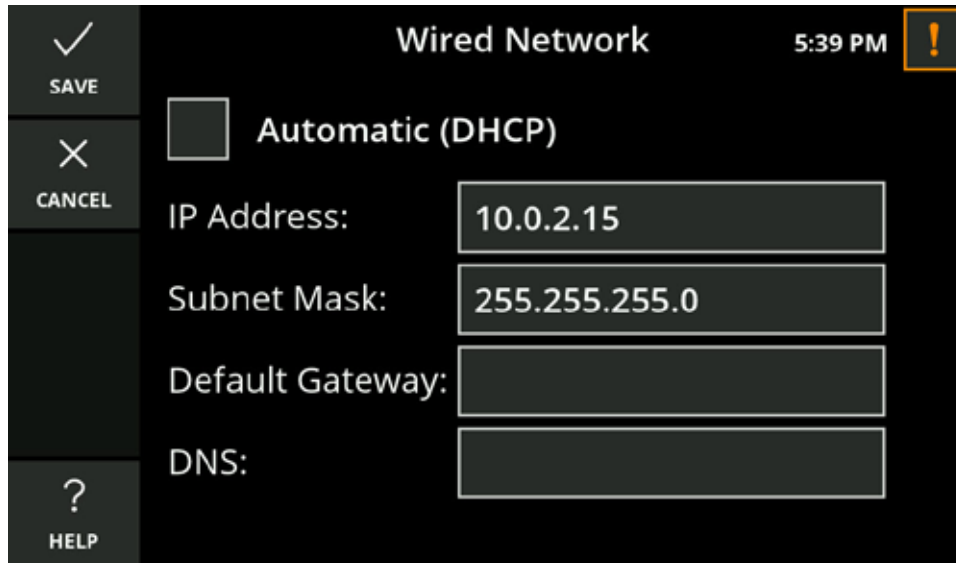 SAVE
Wired Network
5:39 PM
!
Automatic (DHCP)
CANCEL
IP Address:
10.0.2.15
Subnet Mask:
255.255.255.0
Default Gateway:
DNS:
?
HELP